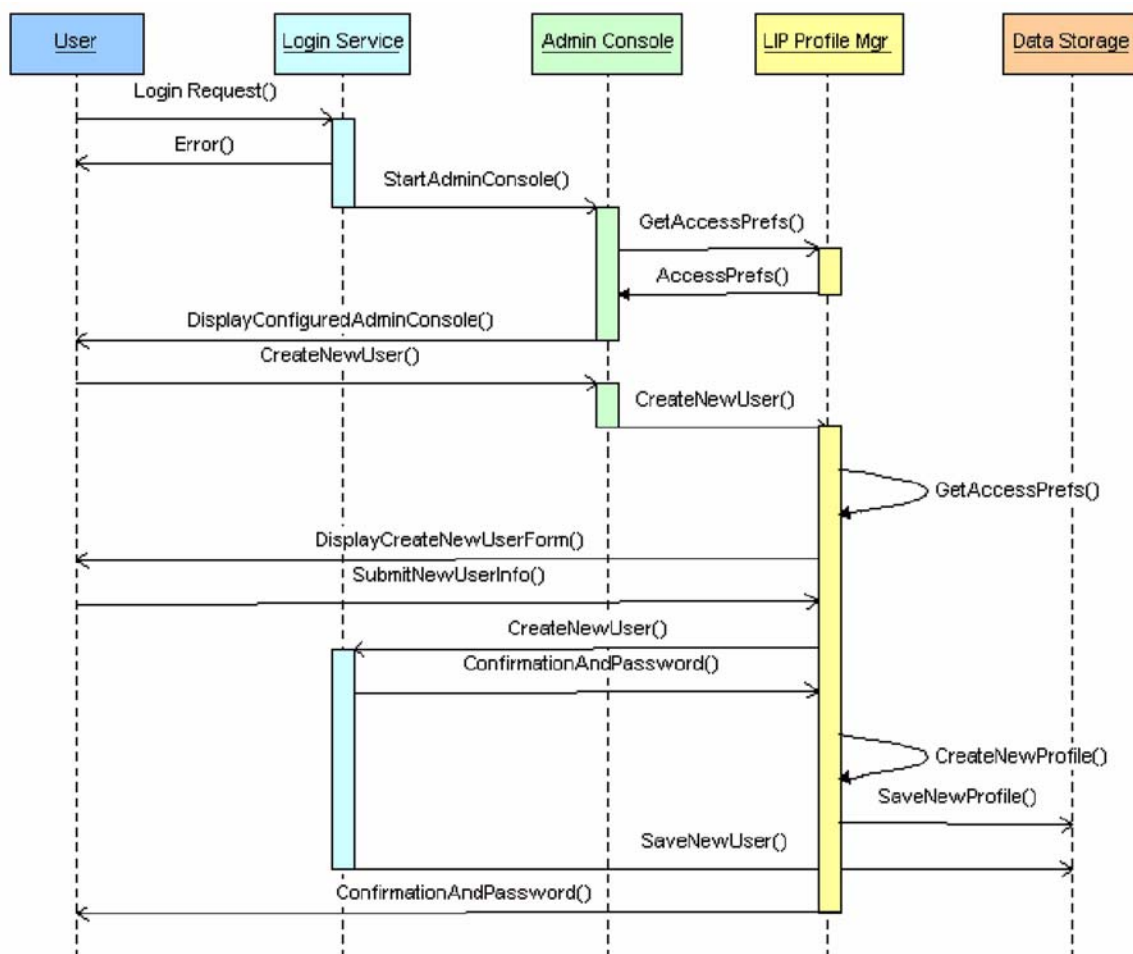 User
Login Service
Admin Console
LIP Profile Mgr
Data Storage
Login Request()
Error()
StartAdminConsole()
GetAccessPrefs()
AccessPrefs()
DisplayConfiguredAdminConsole()
CreateNewUser()
CreateNewUser()
GetAccessPrefs()
DisplayCreateNewUserForm()
SubmitNewUserInfo()
CreateNewUser()
ConfirmationAndPassword()
CreateNewProfile()
SaveNewProfile()
SaveNewUser()
ConfirmationAndPassword()